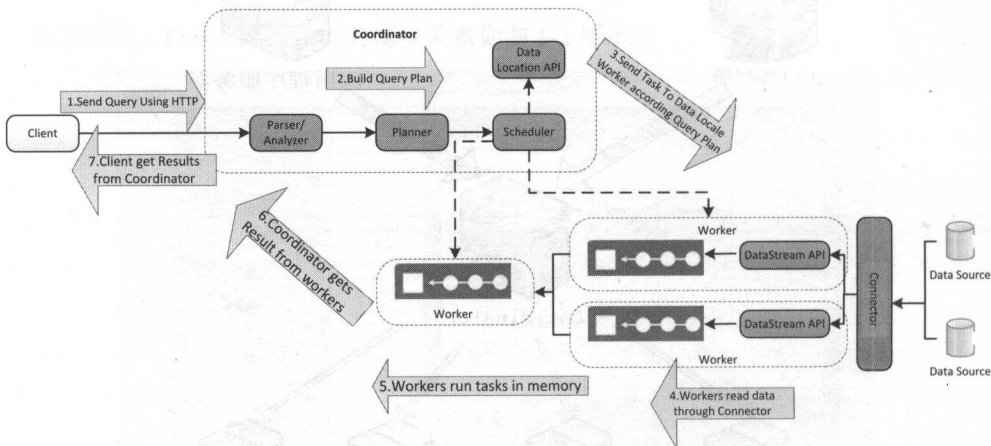 Coordinator
Data
Location API
2.Build Query Plan
3.Send Task To Data Locale
Worker according Query Plan
1.Send Query Using HTTP
Client
Parser/
Analyzer
Planner
Scheduler
7.Client get Results
from Coordinator
6.Coordinator gets
Result from workers
Worker
DataStream API
Worker
DataStream API
Worker
Connector
Data Source
Data Source
5.Workers run tasks in memory
4.Workers read data
through Connector